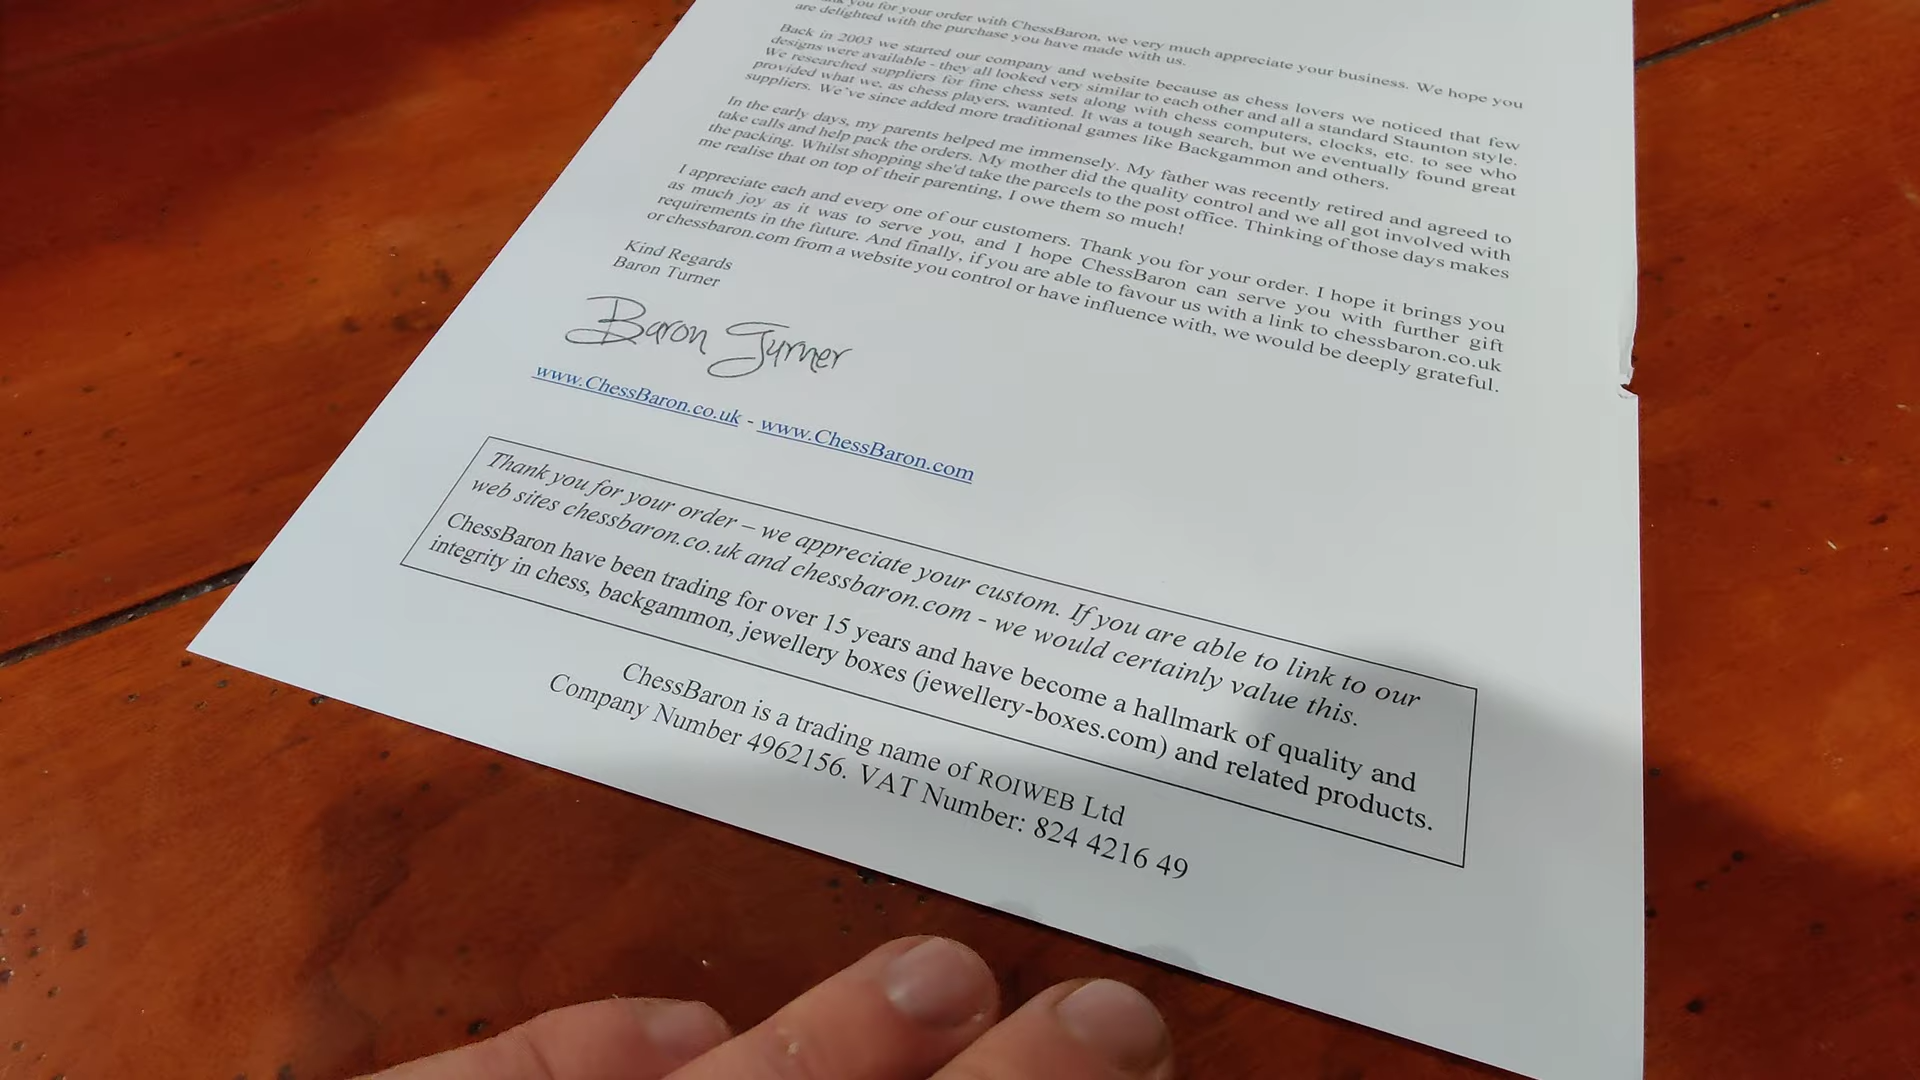 you for your order with ChessBaron, we very much appreciate your business. We hope you
are delighted with the purchase you have made with us.
Back in 2003 we started our company and website because as chess lovers we noticed that few
designs were available - they all looked very similar to each other and all a standard Staunton style.
We researched suppliers for fine chess sets along with chess computers, clocks, etc. to see who
provided what we, as chess players, wanted. It was a tough search, but we eventually found great
suppliers. We've since added more traditional games like Backgammon and others.
In the early days, my parents helped me immensely. My father was recently retired and agreed to
take calls and help pack the orders. My mother did the quality control and we all got involved with
the packing. Whilst shopping she'd take the parcels to the post office. Thinking of those days makes
me realise that on top of their parenting, I owe them so much!
I appreciate each and every one of our customers. Thank you for your order. I hope it brings you
as much joy as it was to serve you, and I hope ChessBaron can serve you with further gift
requirements in the future. And finally, if you are able to favour us with a link to chessbaron.co.uk
or chessbaron.com from a website you control or have influence with, we would be deeply grateful.
Kind Regards
Baron Turner
Baron Turner
www.ChessBaron.co.uk - www.ChessBaron.com
Thank you for your order – we appreciate your custom. If you are able to link to our
web sites chessbaron.co.uk and chessbaron.com - we would certainly value this.
ChessBaron have been trading for over 15 years and have become a hallmark of quality and
integrity in chess, backgammon, jewellery boxes (jewellery-boxes.com) and related products.
ChessBaron is a trading name of ROIWEB Ltd
Company Number 4962156. VAT Number: 824 4216 49